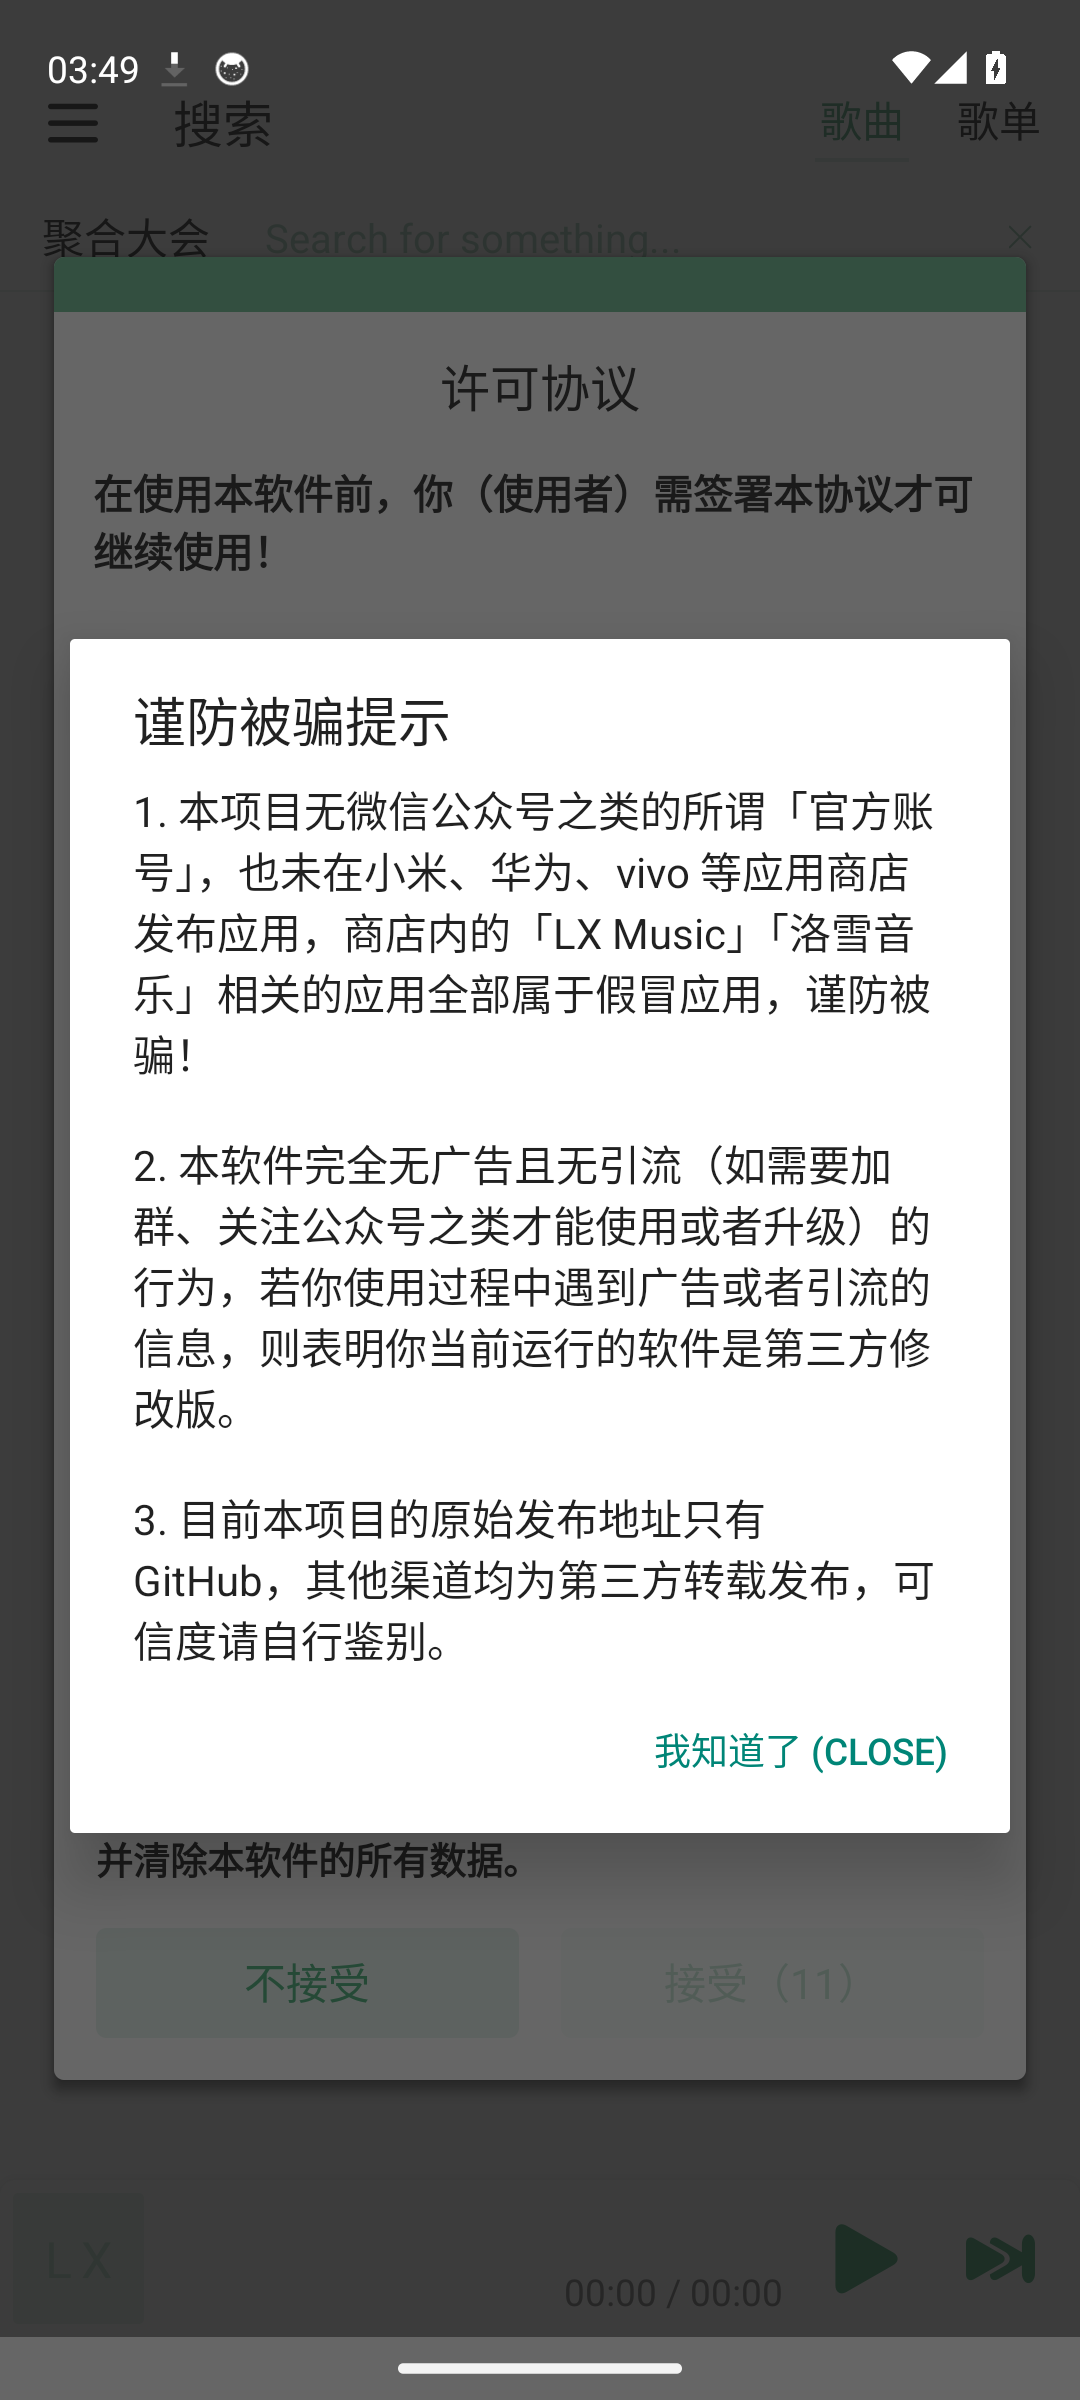 03:49
搜索
歌曲
歌单
聚合大会
Search for something...
许可协议
在使用本软件前，你（使用者）需签署本协议才可
继续使用！
谨防被骗提示
1. 本项目无微信公众号之类的所谓「官方账
号」，也未在小米、华为、vivo 等应用商店
发布应用，商店内的「LX Music」「洛雪音
乐」相关的应用全部属于假冒应用，谨防被
骗！
2. 本软件完全无广告且无引流（如需要加
群、关注公众号之类才能使用或者升级）的
行为，若你使用过程中遇到广告或者引流的
信息，则表明你当前运行的软件是第三方修
改版。
3. 目前本项目的原始发布地址只有
GitHub，其他渠道均为第三方转载发布，可
信度请自行鉴别。
我知道了 (CLOSE)
并清除本软件的所有数据。
不接受
接受（11）
L X
00:00 / 00:00